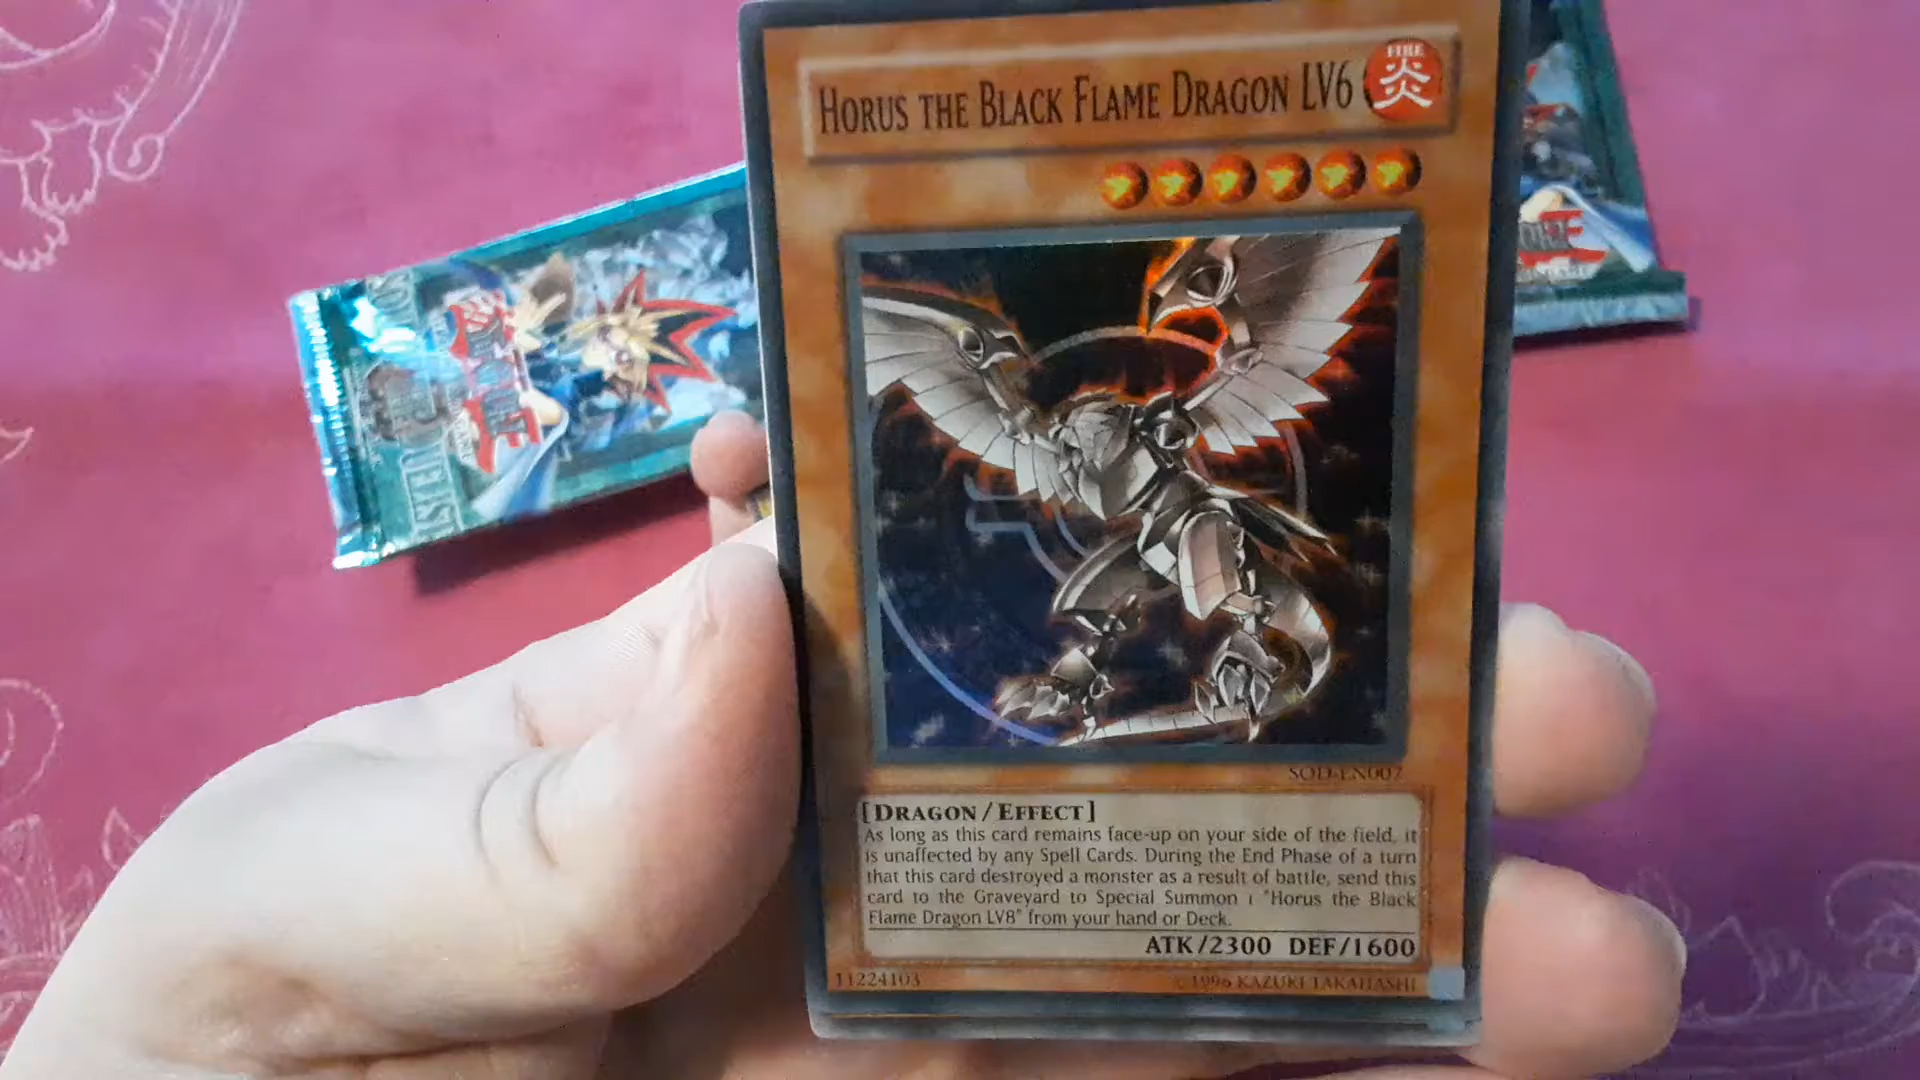 HORUS THE BLACK FLAME DRAGON LV6
FIRE
炎
SOD-EN007
[DRAGON/EFFECT]
As long as this card remains face-up on your side of the field, it
is unaffected by any Spell Cards. During the End Phase of a turn
that this card destroyed a monster as a result of battle, send this
card to the Graveyard to Special Summon 1 "Horus the Black
Flame Dragon LV8" from your hand or Deck.
ATK/2300 DEF/1600
11224103
©1996 KAZUKI TAKAHASHI